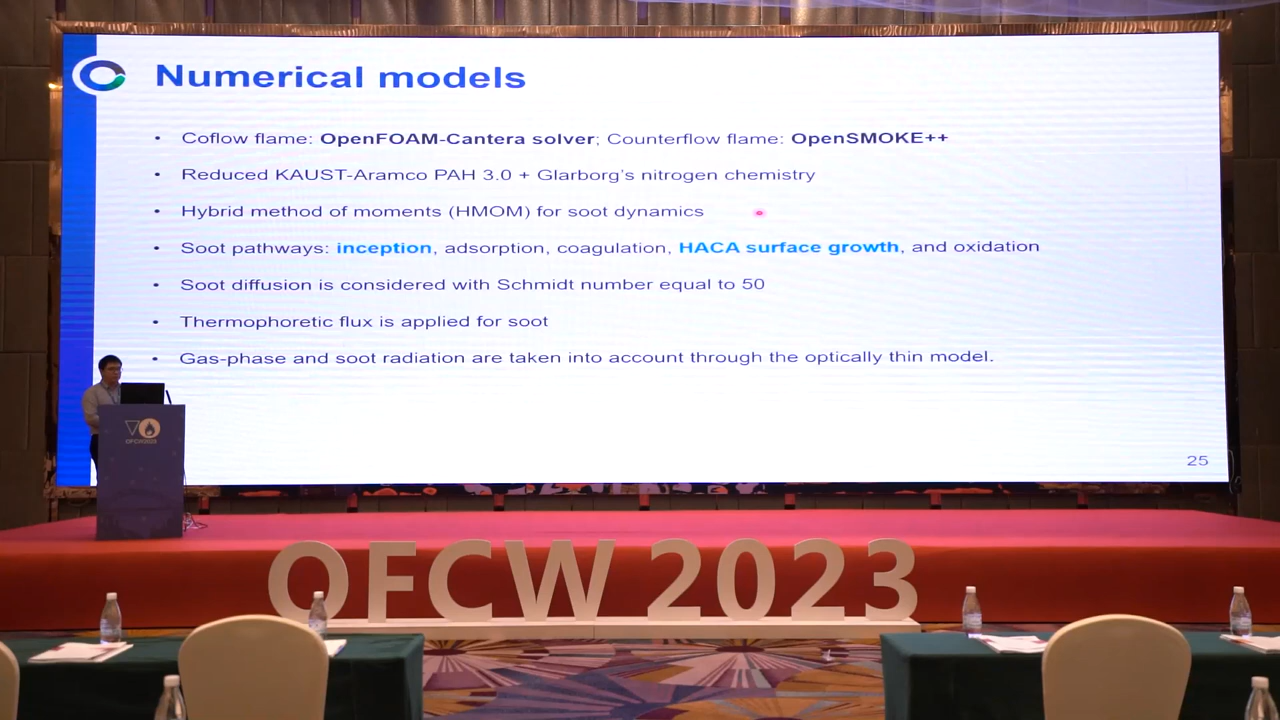 Numerical models
• Coflow flame: OpenFOAM-Cantera solver; Counterflow flame: OpenSMOKE++
• Reduced KAUST-Aramco PAH 3.0 + Glarborg's nitrogen chemistry
• Hybrid method of moments (HMOM) for soot dynamics
• Soot pathways: inception, adsorption, coagulation, HACA surface growth, and oxidation
• Soot diffusion is considered with Schmidt number equal to 50
• Thermophoretic flux is applied for soot
• Gas-phase and soot radiation are taken into account through the optically thin model.
25
OFCW2023
OFCW 2023